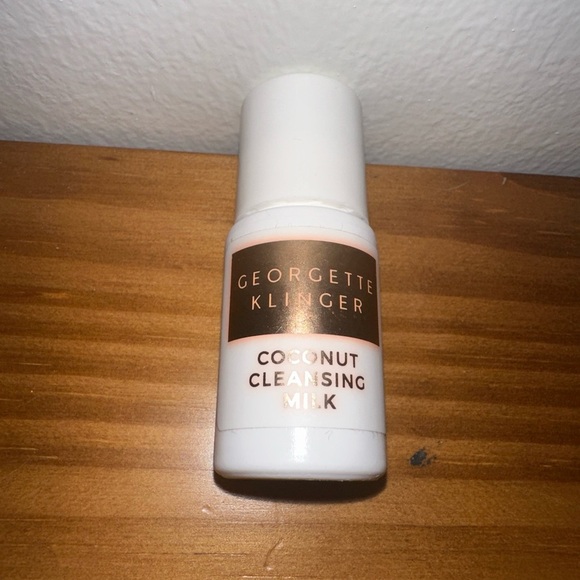 GEORGETTE
KLINGER
COCONUT
CLEANSING
MILK